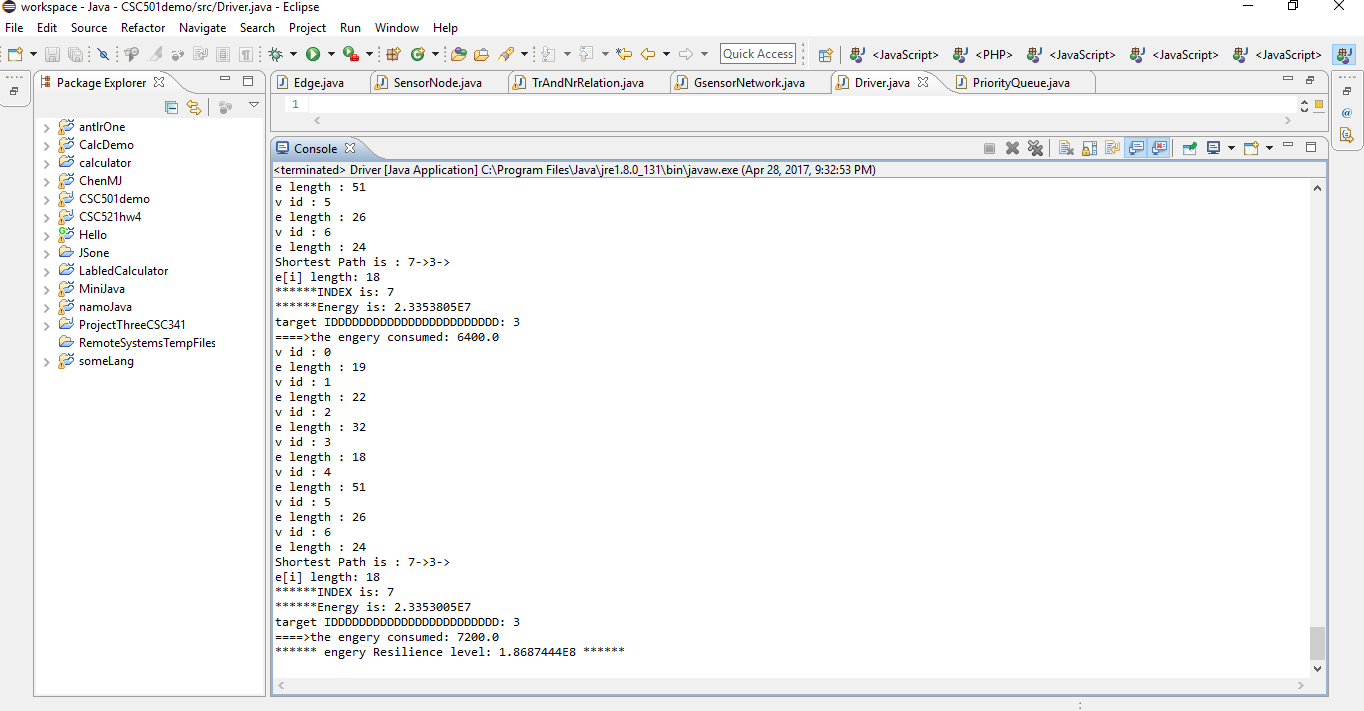 workspace - Java - CSC501demo/src/Driver.java - Eclipse
File Edit Source Refactor Navigate Search Project Run Window Help
Quick Access <JavaScript> <PHP> <JavaScript> <JavaScript> <JavaScript>
Package Explorer
antlrOne
CalcDemo
calculator
ChenMJ
CSC501demo
CSC521hw4
Hello
JSone
LabledCalculator
MiniJava
namoJava
ProjectThreeCSC341
RemoteSystemsTempFiles
someLang
Edge.java SensorNode.java TrAndNrRelation.java GsensorNetwork.java Driver.java PriorityQueue.java
1
Console
<terminated> Driver [Java Application] C:\Program Files\Java\jre1.8.0_131\bin\javaw.exe (Apr 28, 2017, 9:32:53 PM)
e length : 51
v id : 5
e length : 26
v id : 6
e length : 24
Shortest Path is : 7->3->
e[i] length: 18
******INDEX is: 7
******Energy is: 2.3353805E7
target IDDDDDDDDDDDDDDDDDDDDDDDD: 3
====>the engery consumed: 6400.0
v id : 0
e length : 19
v id : 1
e length : 22
v id : 2
e length : 32
v id : 3
e length : 18
v id : 4
e length : 51
v id : 5
e length : 26
v id : 6
e length : 24
Shortest Path is : 7->3->
e[i] length: 18
******INDEX is: 7
******Energy is: 2.3353005E7
target IDDDDDDDDDDDDDDDDDDDDDDDD: 3
====>the engery consumed: 7200.0
****** engery Resilience level: 1.8687444E8 ******